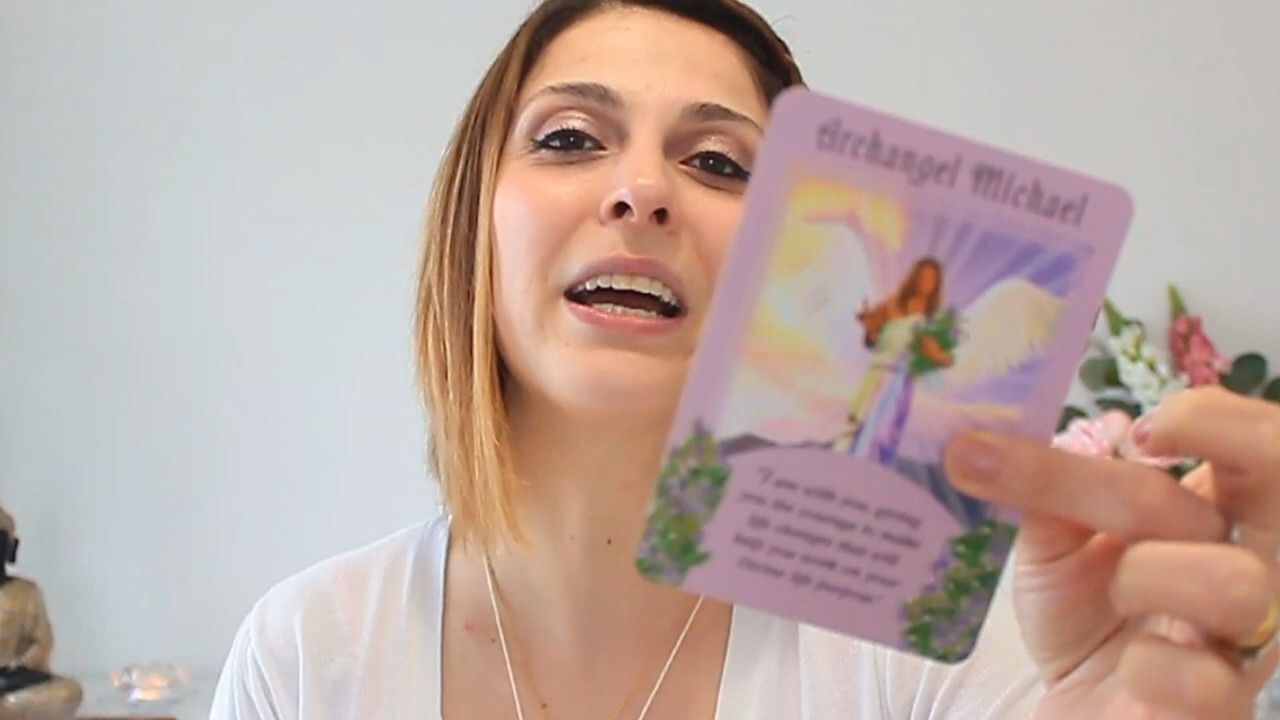 Archangel Michael
"I am with you, giving
you the courage to make
life changes that will
help you work on your
Divine life purpose"